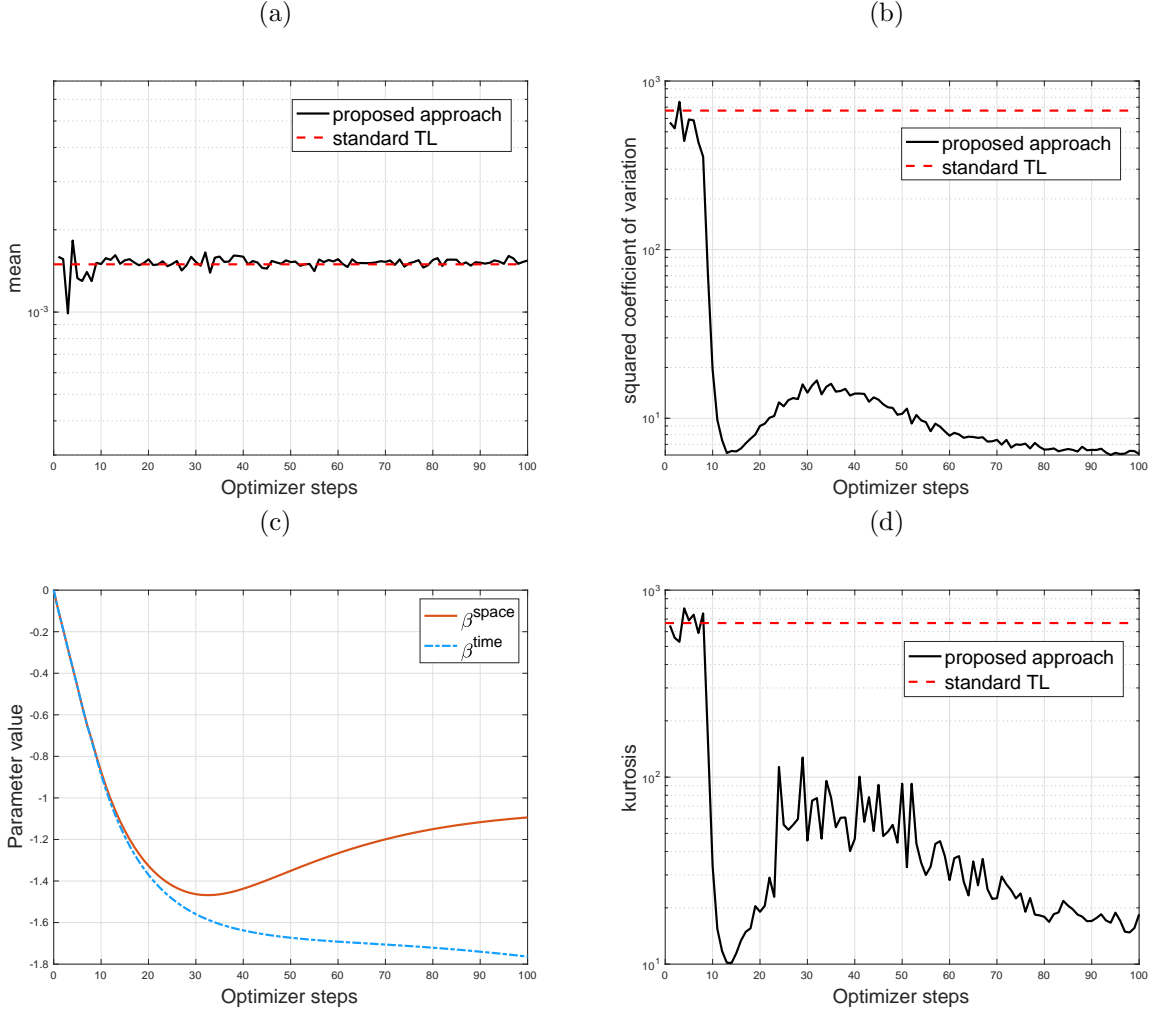 (a)
mean
10^-3
0 10 20 30 40 50 60 70 80 90 100
Optimizer steps
proposed approach
standard TL
(b)
squared coefficient of variation
10^3
10^2
10^1
0 10 20 30 40 50 60 70 80 90 100
Optimizer steps
proposed approach
standard TL
(c)
Parameter value
0
-0.2
-0.4
-0.6
-0.8
-1
-1.2
-1.4
-1.6
-1.8
0 10 20 30 40 50 60 70 80 90 100
Optimizer steps
β^space
β^time
(d)
kurtosis
10^3
10^2
10^1
0 10 20 30 40 50 60 70 80 90 100
Optimizer steps
proposed approach
standard TL